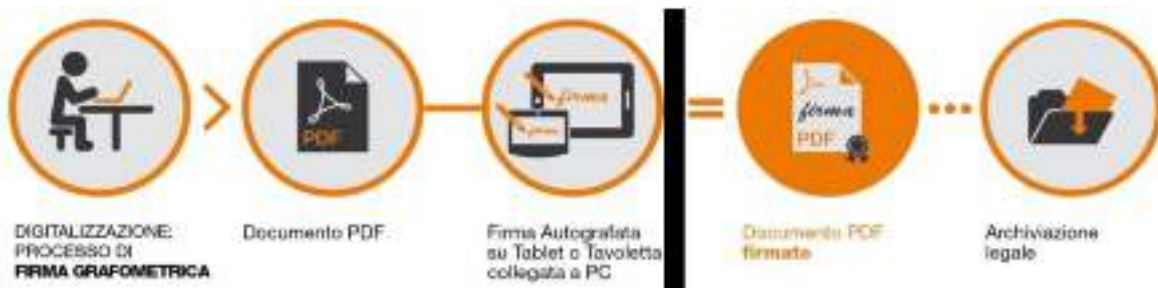 DIGITALIZZAZIONE:
PROCESSO DI
FIRMA GRAFOMETRICA
PDF
Documento PDF
firma
firma
Firma Autografata
su Tablet o Tavoletta
collegata a PC
firma
PDF
Documento PDF
firmato
Archiviazione
legale